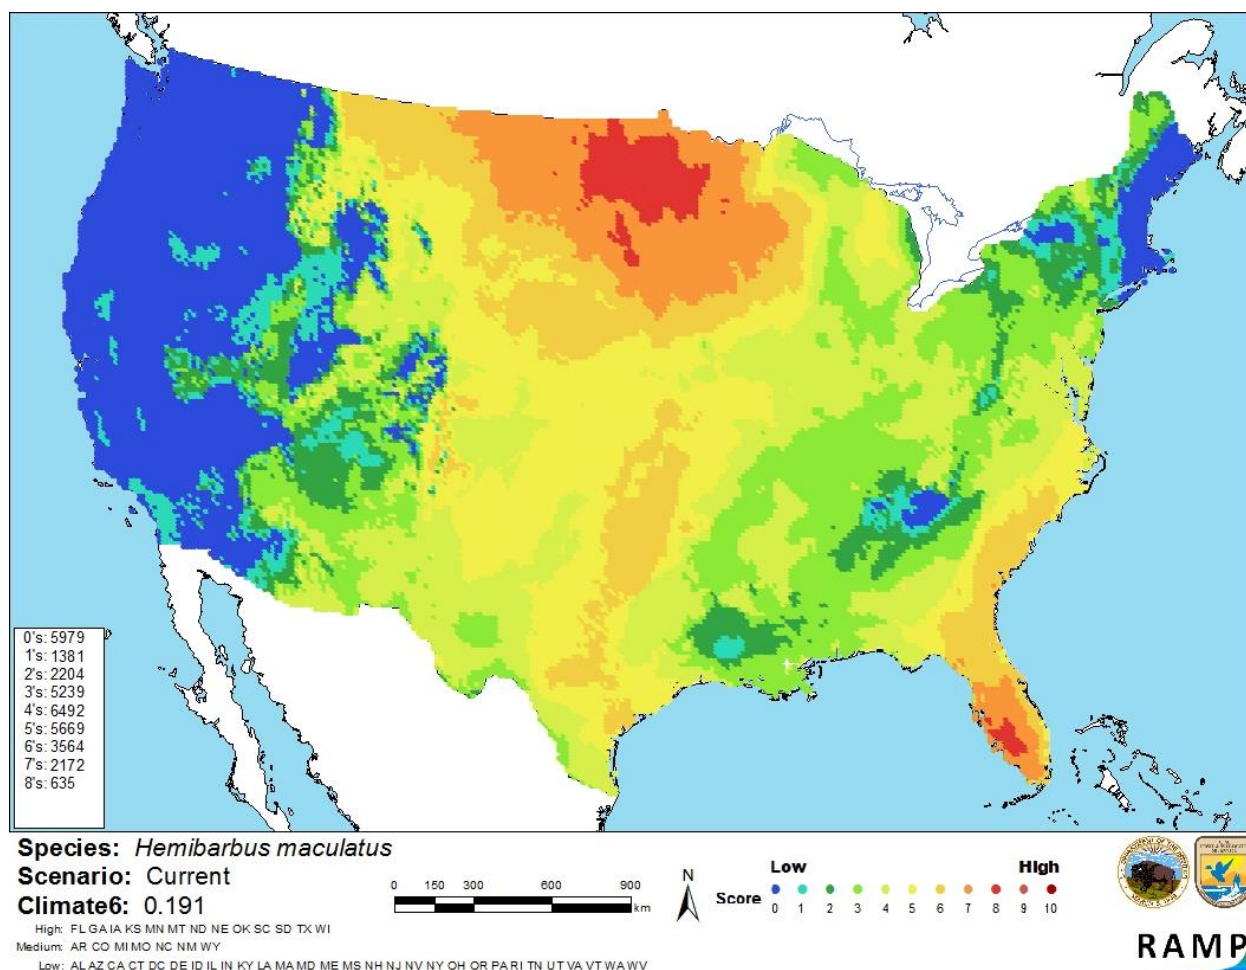 0's: 5979
1's: 1381
2's: 2204
3's: 5239
4's: 6492
5's: 5669
6's: 3564
7's: 2172
8's: 635
Species: Hemibarbus maculatus
Scenario: Current
Climate6: 0.191
High: FL GA IA KS MN MT ND NE OK SC SD TX WI
Medium: AR CO MI MO NC NM WY
Low: AL AZ CA CT DC DE ID IL IN KY LA MA MD ME MS NH NJ NV NY OH OR PA RI TN UT VA VT WA WV
0 150 300 600 900
km
N
Low High
Score
0 1 2 3 4 5 6 7 8 9 10
RAMP